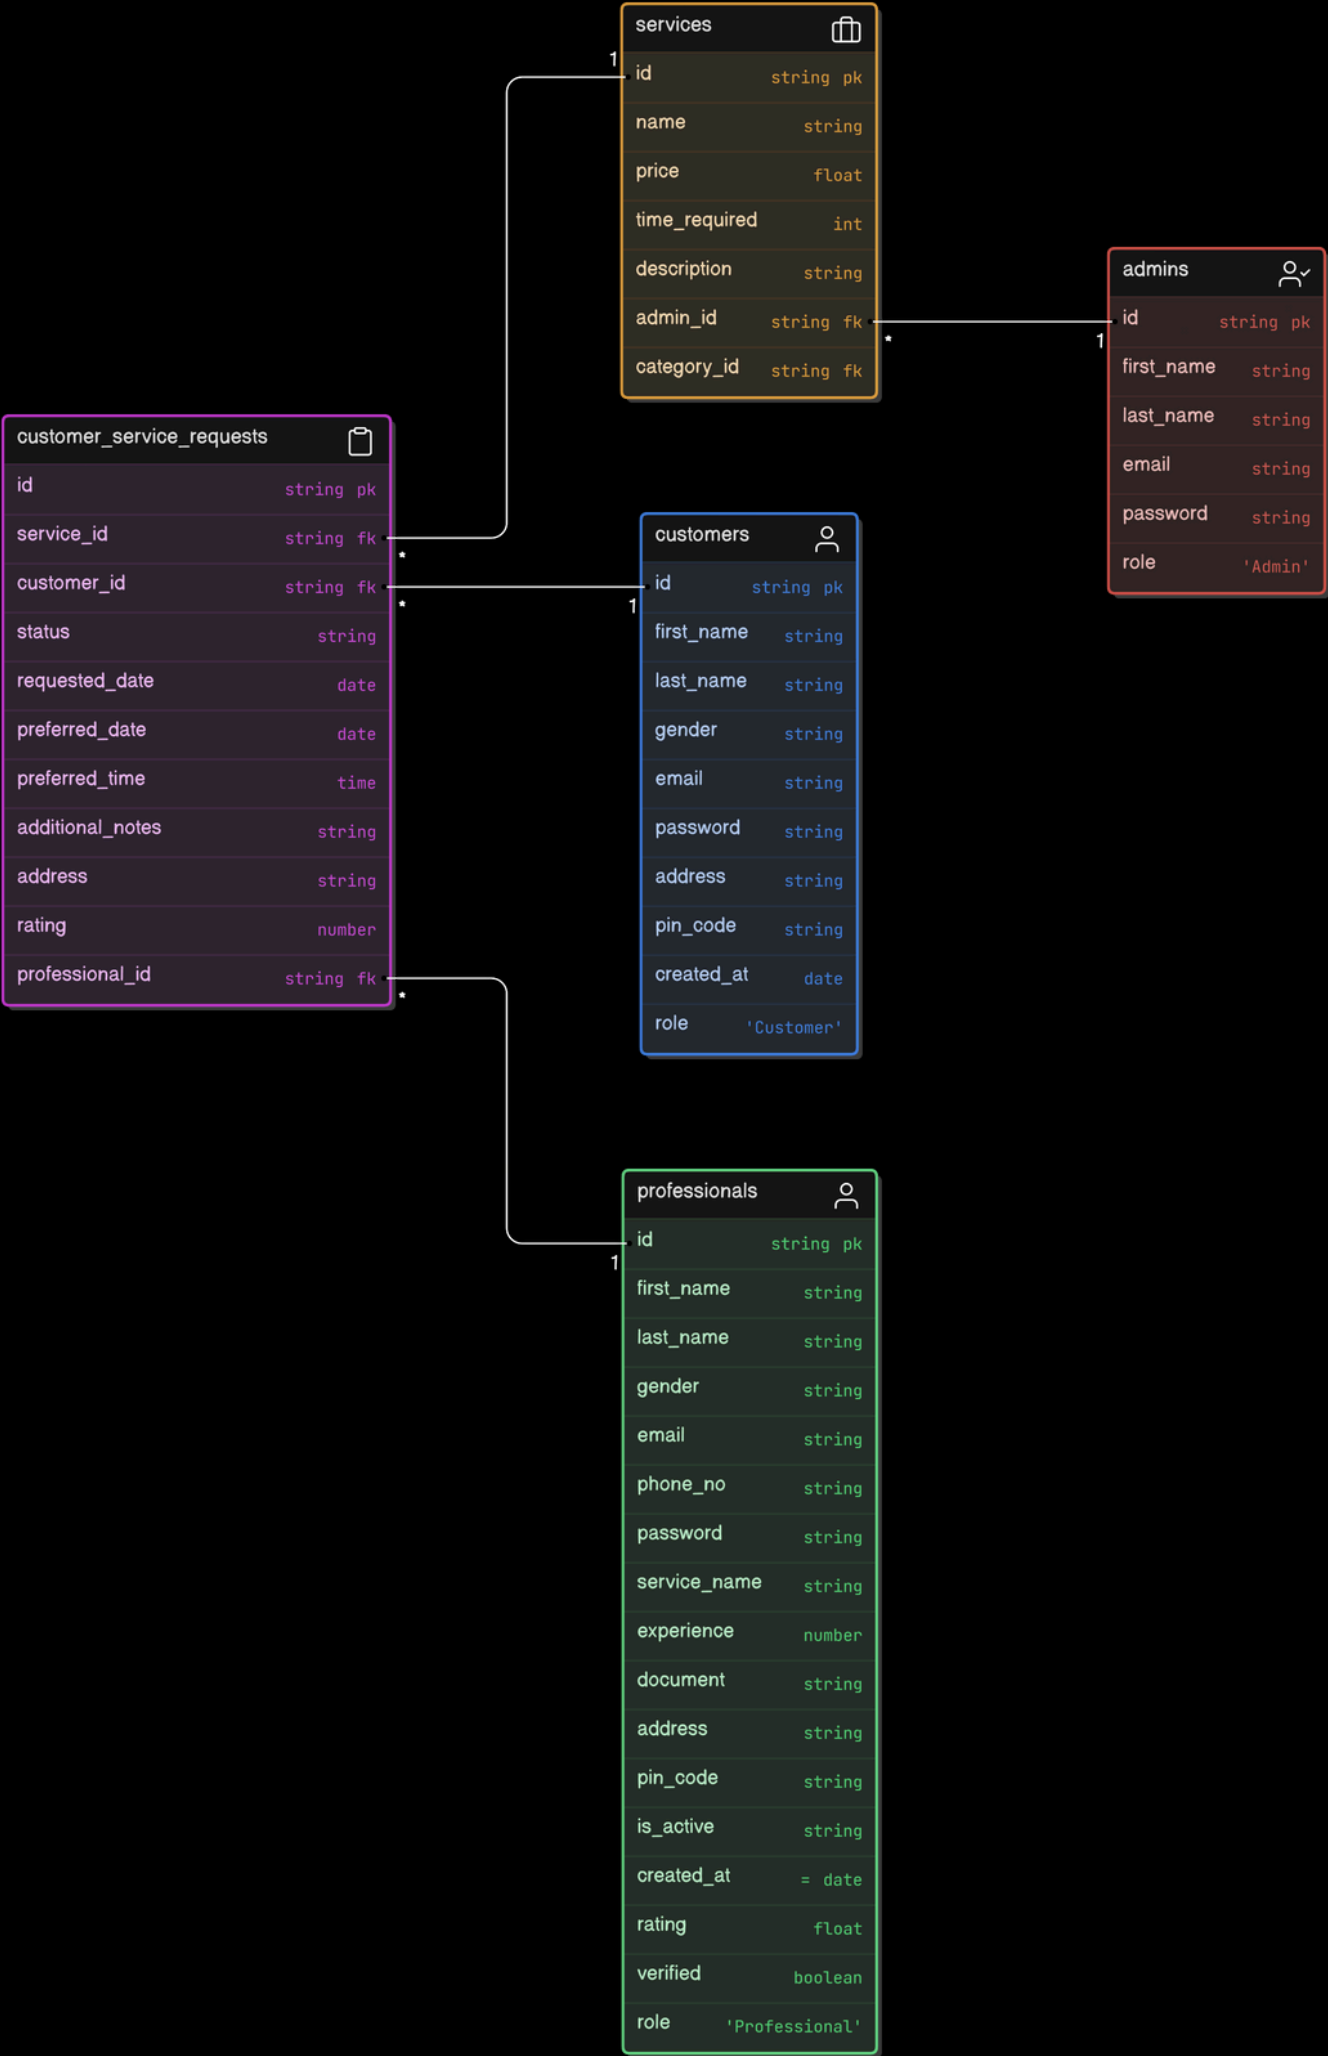 services
1
id string pk
name string
price float
time_required int
description string
admin_id string fk
*
category_id string fk
admins
1
id string pk
first_name string
last_name string
email string
password string
role 'Admin'
customer_service_requests
id string pk
service_id string fk
*
customer_id string fk
*
status string
requested_date date
preferred_date date
preferred_time time
additional_notes string
address string
rating number
professional_id string fk
*
customers
id string pk
1
first_name string
last_name string
gender string
email string
password string
address string
pin_code string
created_at date
role 'Customer'
professionals
id string pk
1
first_name string
last_name string
gender string
email string
phone_no string
password string
service_name string
experience number
document string
address string
pin_code string
is_active string
created_at = date
rating float
verified boolean
role 'Professional'